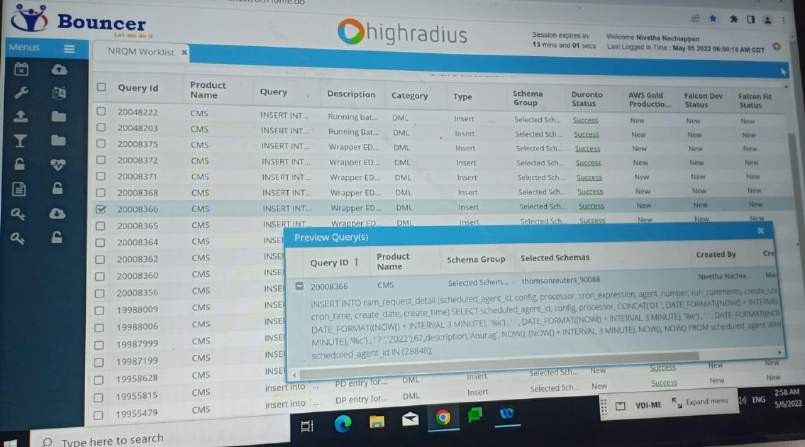 Bouncer
highradius
Session expires in:
13 mins and 01 secs
Welcome Nivetha Nachiappan
Last Logged in Time : May 05 2022 06:00:16 AM CDT
Menus
NRQM Worklist
Query Id Product Name Query Description Category Type Schema Group Duronto Status AWS Gold Productio... Falcon Dev Status Falcon Fit Status
20048222 CMS INSERT INT... Running bat... DML Insert Selected Sch... Success New New New
20048203 CMS INSERT INT... Running Bat... DML Insert Selected Sch... Success New New New
20008375 CMS INSERT INT... Wrapper ED... DML Insert Selected Sch... Success New New New
20008372 CMS INSERT INT... Wrapper ED... DML Insert Selected Sch... Success New New New
20008371 CMS INSERT INT... Wrapper ED... DML Insert Selected Sch... Success New New New
20008368 CMS INSERT INT... Wrapper ED... DML Insert Selected Sch... Success New New New
20008366 CMS INSERT INT... Wrapper ED... DML Insert Selected Sch... Success New New New
20008365 CMS INSERT INT... Wrapper ED... DML Insert Selected Sch... Success New New New
20008364 CMS INSE
20008362 CMS INSE
20008360 CMS INSE
20008356 CMS INSE
19988009 CMS INSE
19988006 CMS INSE
19987999 CMS INSE
19987199 CMS INSE
19958628 CMS insert into ... PD entry for... DML Insert Selected Sch... New Success New New
19955815 CMS insert into ... DP entry for... DML Insert Selected Sch... New Success New New
19955479 CMS
Preview Query(s)
Query ID Product Name Schema Group Selected Schemas Created By Cre
20008366 CMS Selected Schem... thomsonreuters_90088 Nivetha Nachia...
INSERT INTO ram_request_detail (scheduled_agent_id, config, processor, cron_expression, agent_number, run_comments,
cron_time, create_date, create_time) SELECT scheduled_agent_id, config, processor, CONCAT('01 ', DATE_FORMAT((NOW() + INTERVAL
DATE_FORMAT((NOW() + INTERVAL 3 MINUTE), '%k'), ' ', DATE_FORMAT((NOW() + INTERVAL 3 MINUTE), '%e'), ' ', DATE_FORMAT((NOW
MINUTE), '%c'), ' ? ','2022'),62,description,'Anurag', NOW(), (NOW() + INTERVAL 3 MINUTE), NOW(), NOW() FROM scheduled_agent
scheduled_agent_id IN (28848);
VDI-ME Expand menu
ENG
2:58 AM
5/6/2022
Type here to search